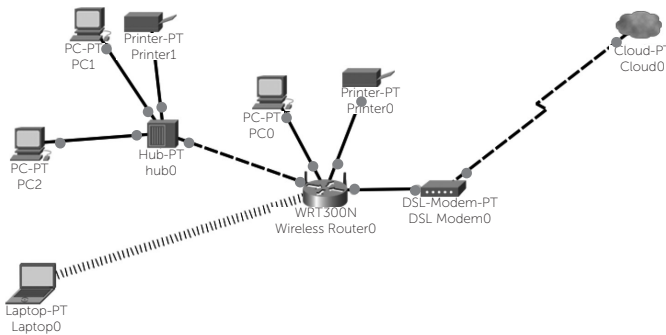 PC-PT
PC1
Printer-PT
Printer1
Cloud-PT
Cloud0
PC-PT
PC0
Printer-PT
Printer0
PC-PT
PC2
Hub-PT
hub0
WRT300N
Wireless Router0
DSL-Modem-PT
DSL Modem0
Laptop-PT
Laptop0